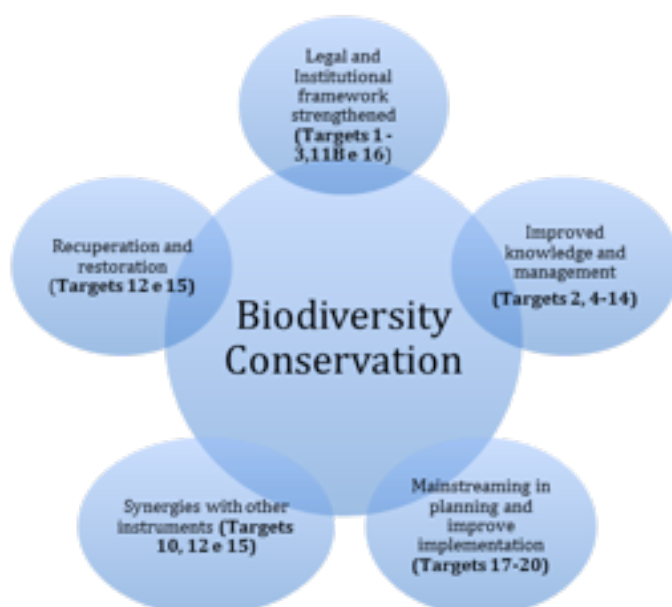 Legal and
Institutional
framework
strengthened
(Targets 1 -
3,11B e 16)
Improved
knowledge and
management
(Targets 2, 4-14)
Mainstreaming in
planning and
improve
implementation
(Targets 17-20)
Synergies with other
instruments (Targets
10, 12 e 15)
Recuperation and
restoration
(Targets 12 e 15)
Biodiversity
Conservation